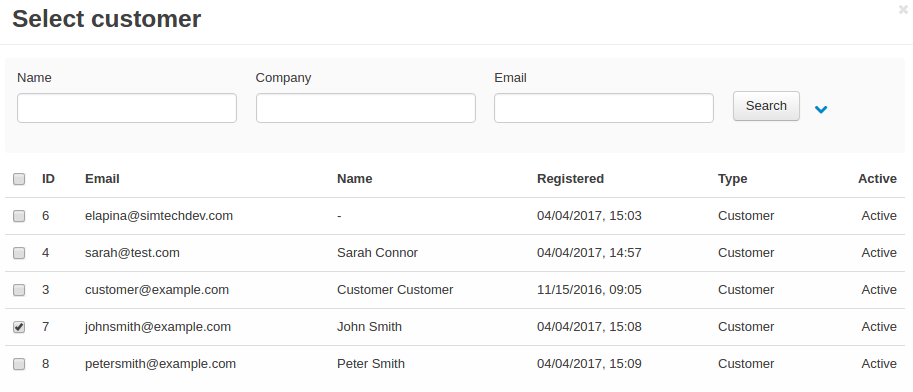 Select customer
Name Company Email
Search
ID Email Name Registered Type Active
6 elapina@simtechdev.com - 04/04/2017, 15:03 Customer Active
4 sarah@test.com Sarah Connor 04/04/2017, 14:57 Customer Active
3 customer@example.com Customer Customer 11/15/2016, 09:05 Customer Active
7 johnsmith@example.com John Smith 04/04/2017, 15:08 Customer Active
8 petersmith@example.com Peter Smith 04/04/2017, 15:09 Customer Active